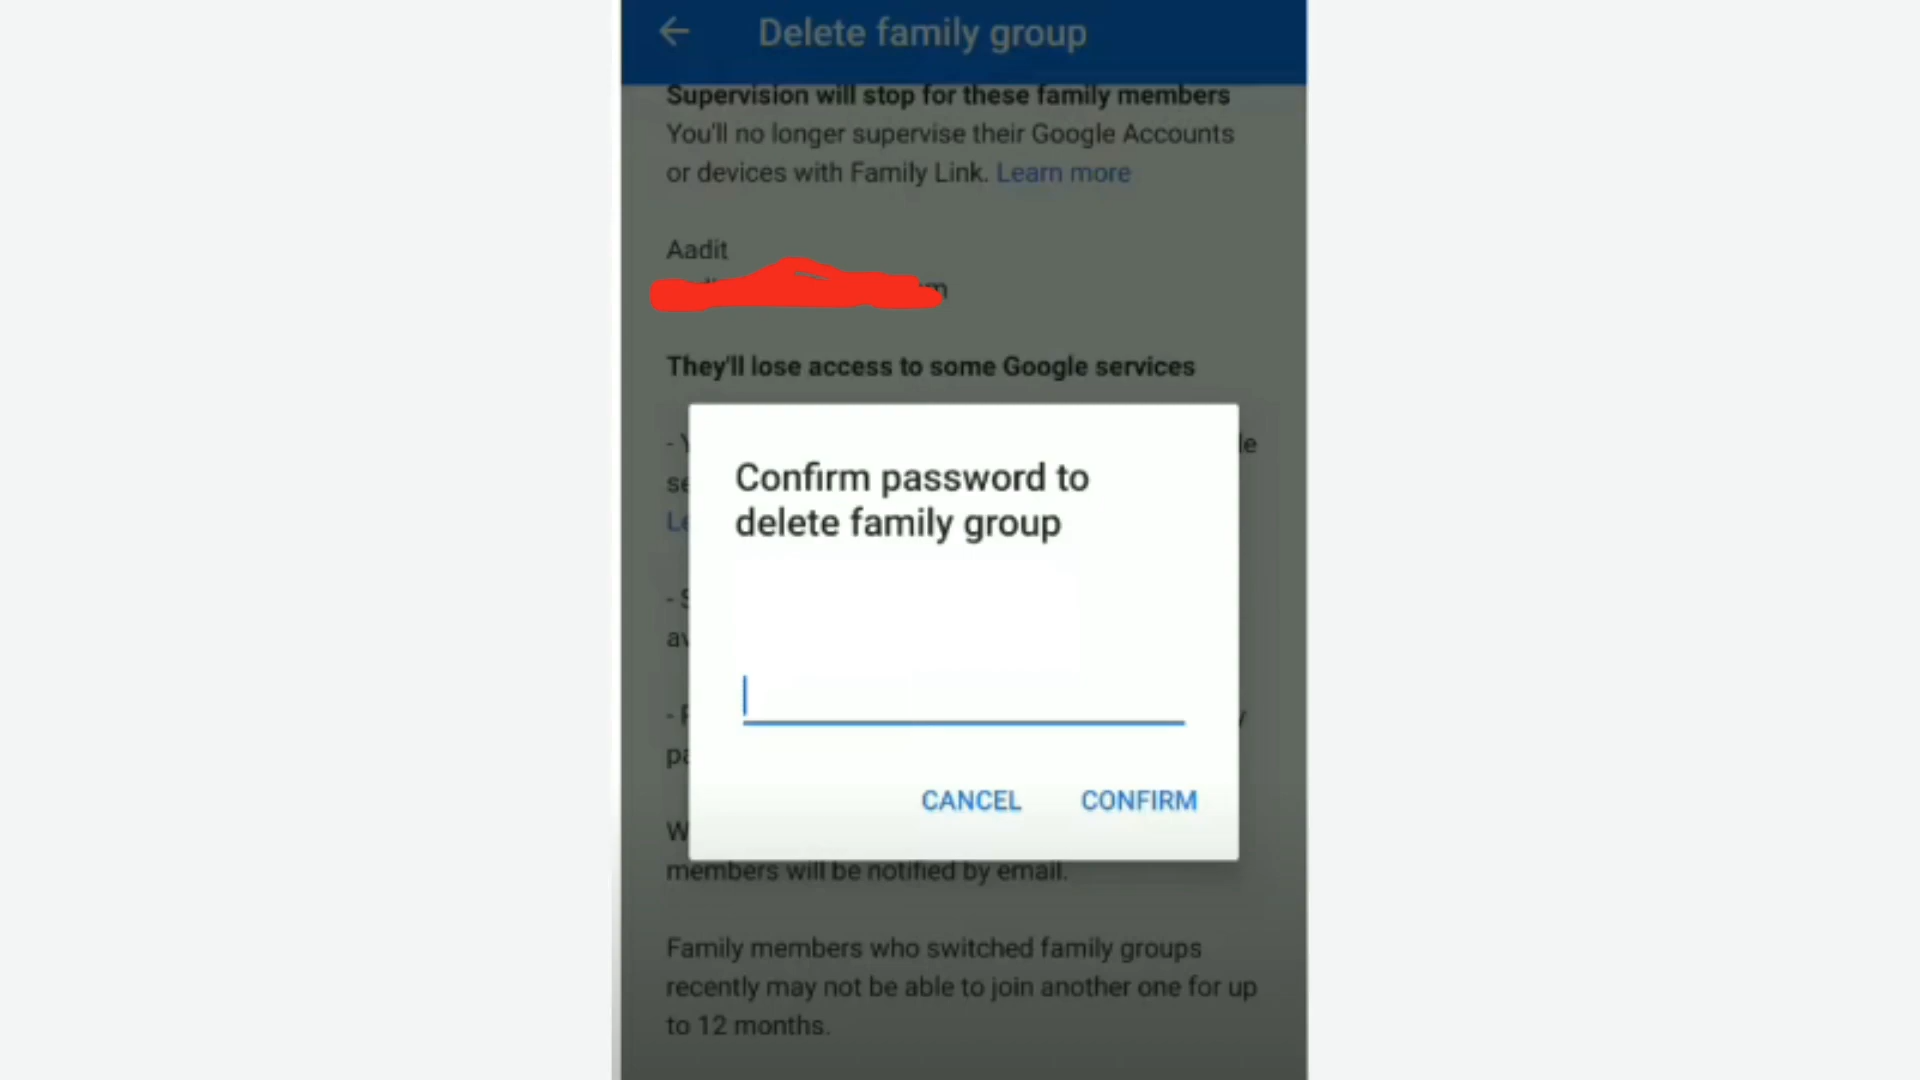 Delete family group
Supervision will stop for these family members
You'll no longer supervise their Google Accounts
or devices with Family Link. Learn more
Aadit
They'll lose access to some Google services
Confirm password to
delete family group
CANCEL
CONFIRM
members will be notified by email.
Family members who switched family groups
recently may not be able to join another one for up
to 12 months.